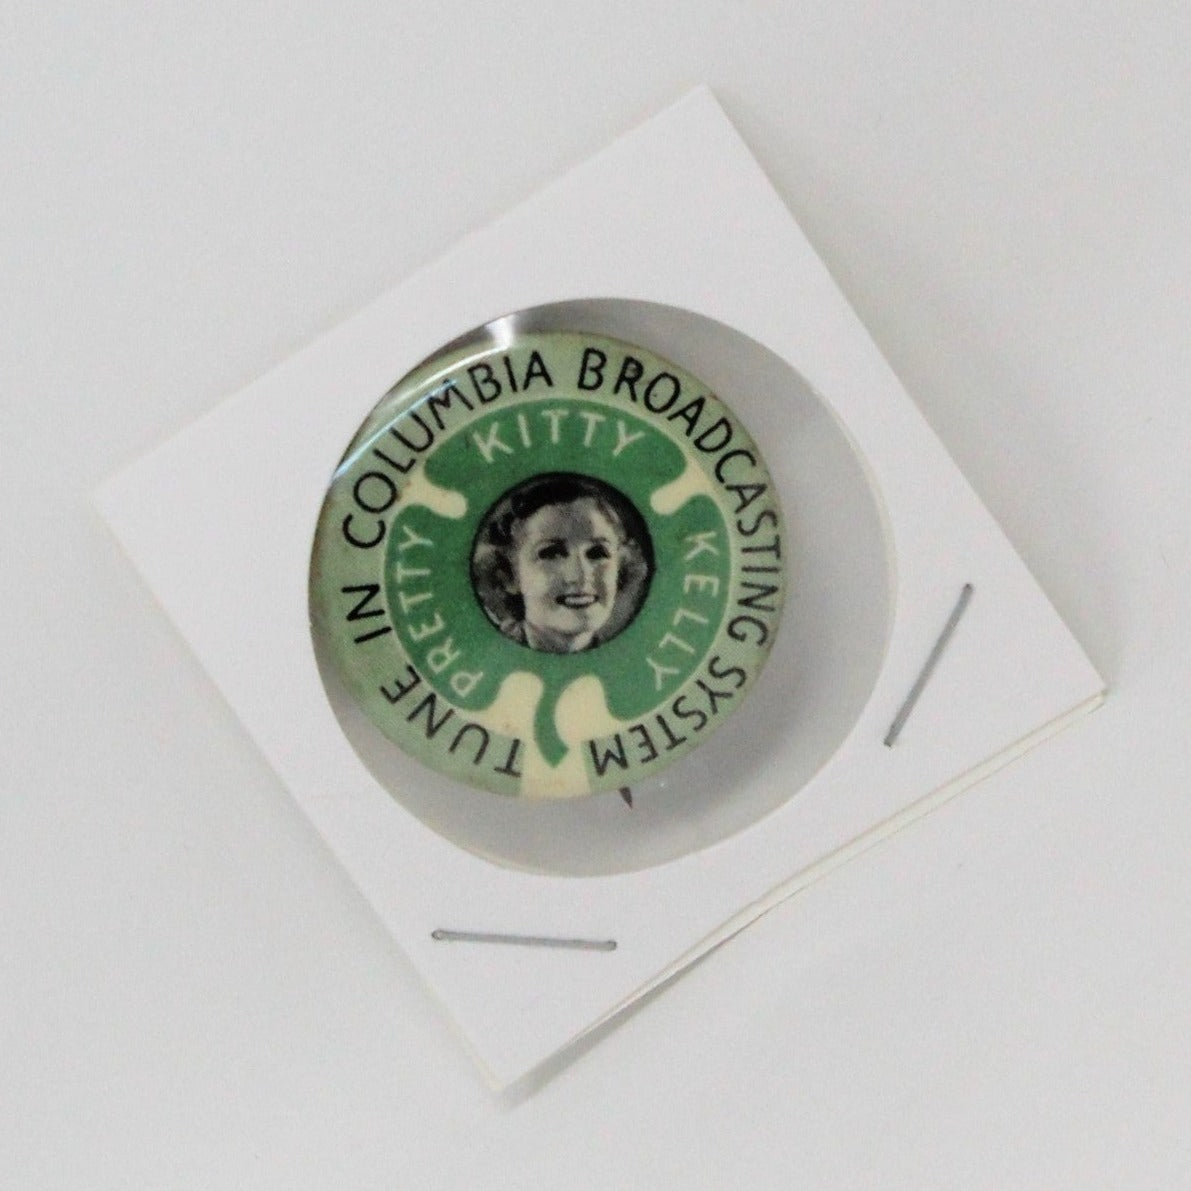 TUNE IN COLUMBIA BROADCASTING SYSTEM
PRETTY KITTY KELLY